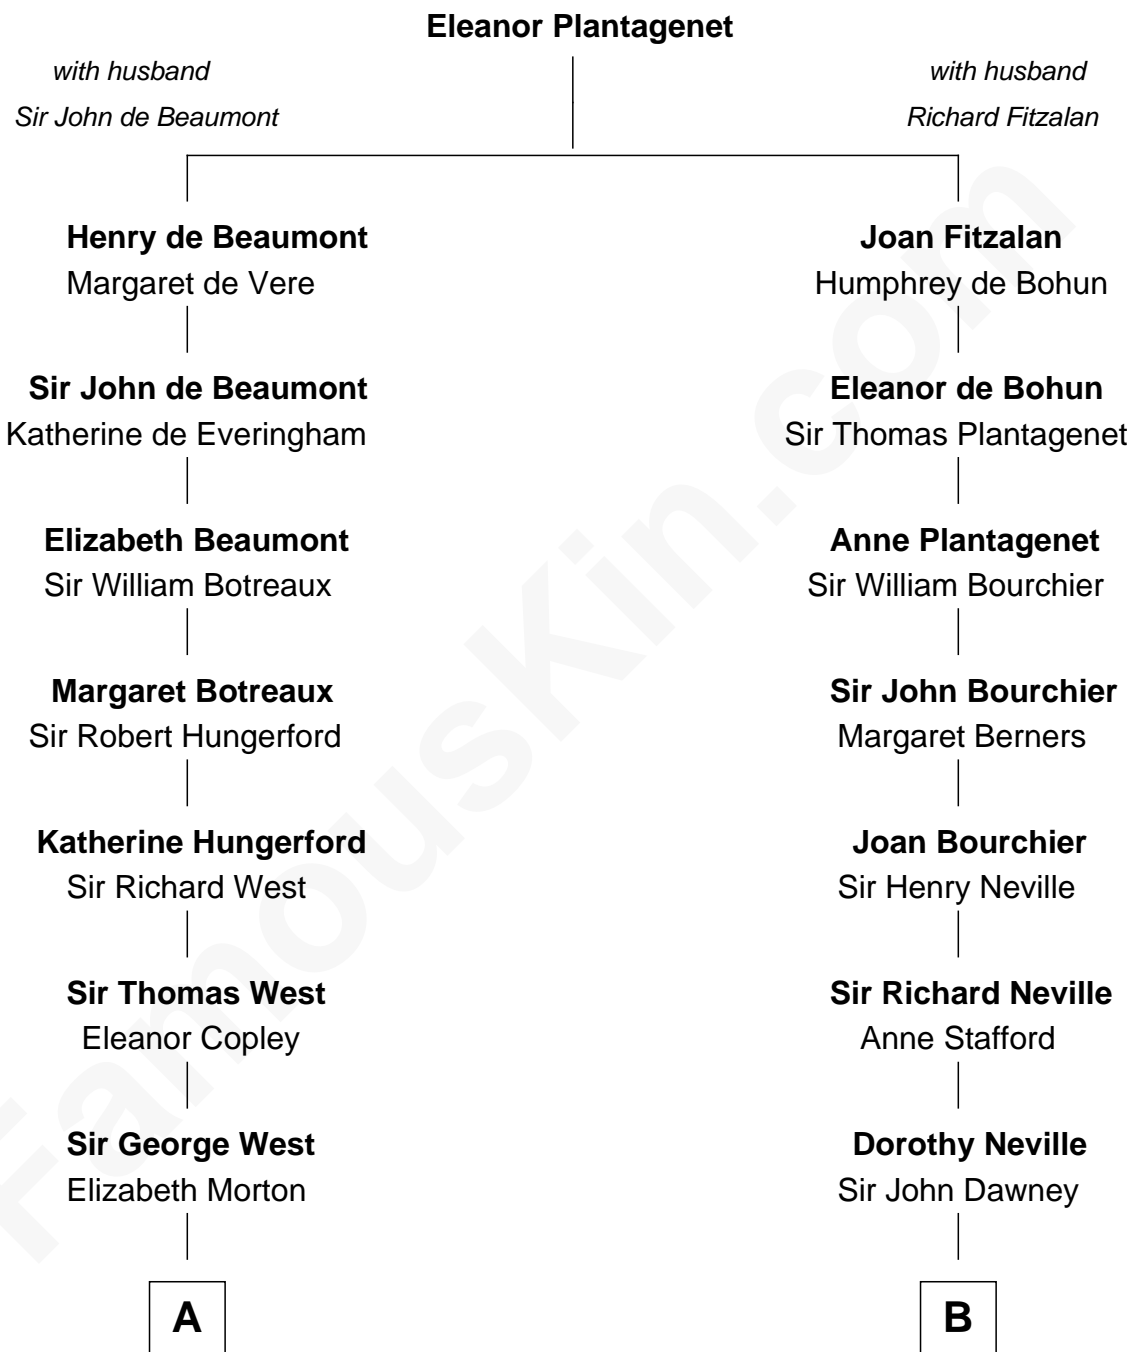 Eleanor Plantagenet
with husband
Sir John de Beaumont
with husband
Richard Fitzalan
Henry de Beaumont
Margaret de Vere
Joan Fitzalan
Humphrey de Bohun
Sir John de Beaumont
Katherine de Everingham
Eleanor de Bohun
Sir Thomas Plantagenet
Elizabeth Beaumont
Sir William Botreaux
Anne Plantagenet
Sir William Bourchier
Margaret Botreaux
Sir Robert Hungerford
Sir John Bourchier
Margaret Berners
Katherine Hungerford
Sir Richard West
Joan Bourchier
Sir Henry Neville
Sir Thomas West
Eleanor Copley
Sir Richard Neville
Anne Stafford
Sir George West
Elizabeth Morton
Dorothy Neville
Sir John Dawney
A
B
FamousKin.com